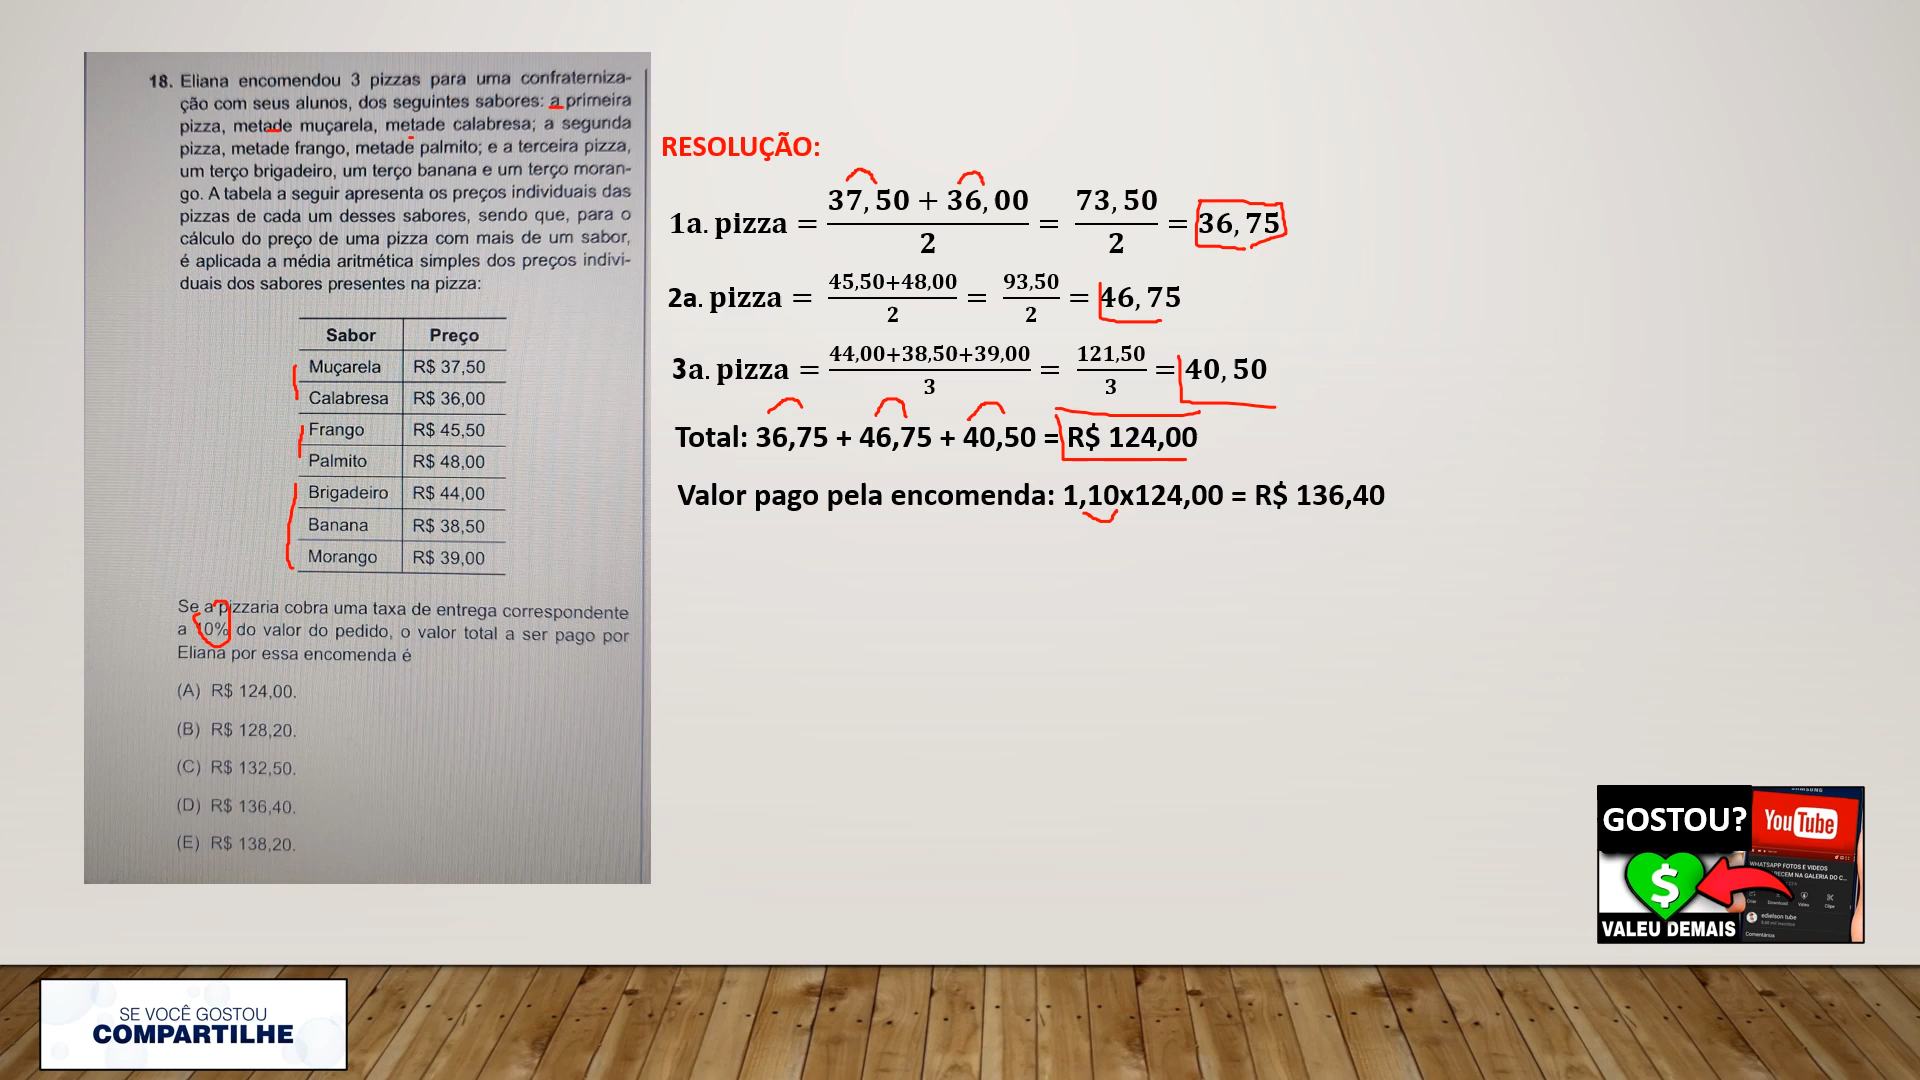 18. Eliana encomendou 3 pizzas para uma confraterniza-
ção com seus alunos, dos seguintes sabores: a primeira
pizza, metade muçarela, metade calabresa; a segunda
pizza, metade frango, metade palmito; e a terceira pizza,
um terço brigadeiro, um terço banana e um terço moran-
go. A tabela a seguir apresenta os preços individuais das
pizzas de cada um desses sabores, sendo que, para o
cálculo do preço de uma pizza com mais de um sabor,
é aplicada a média aritmética simples dos preços indivi-
duais dos sabores presentes na pizza:
Sabor Preço
Muçarela R$ 37,50
Calabresa R$ 36,00
Frango R$ 45,50
Palmito R$ 48,00
Brigadeiro R$ 44,00
Banana R$ 38,50
Morango R$ 39,00
Se a pizzaria cobra uma taxa de entrega correspondente
a 10% do valor do pedido, o valor total a ser pago por
Eliana por essa encomenda é
(A) R$ 124,00.
(B) R$ 128,20.
(C) R$ 132,50.
(D) R$ 136,40.
(E) R$ 138,20.
RESOLUÇÃO:
1a. pizza = (37,50 + 36,00)/2 = 73,50/2 = 36,75
2a. pizza = (45,50+48,00)/2 = 93,50/2 = 46,75
3a. pizza = (44,00+38,50+39,00)/3 = 121,50/3 = 40,50
Total: 36,75 + 46,75 + 40,50 = R$ 124,00
Valor pago pela encomenda: 1,10x124,00 = R$ 136,40
GOSTOU?
YouTube
WHATSAPP FOTOS E VIDEOS
edielson tube
Comentários
$
VALEU DEMAIS
SE VOCÊ GOSTOU
COMPARTILHE